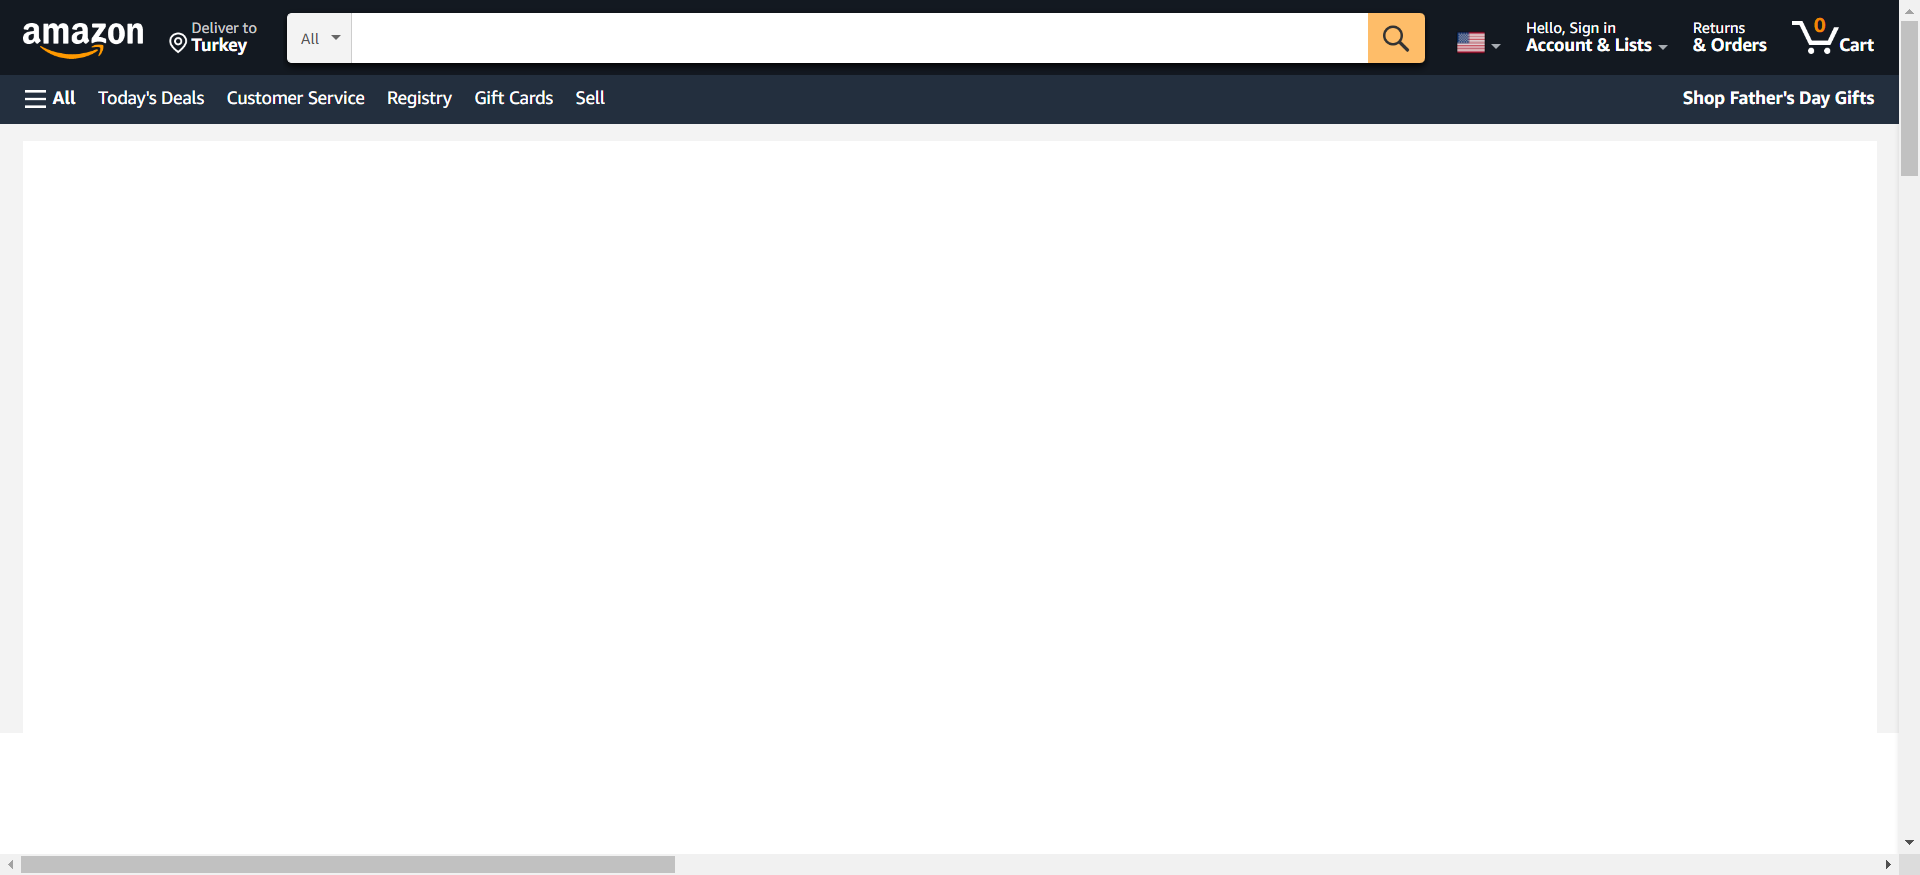 amazon
Deliver to
Turkey
All
Hello, Sign in
Account & Lists
Returns
& Orders
0
Cart
All
Today's Deals
Customer Service
Registry
Gift Cards
Sell
Shop Father's Day Gifts